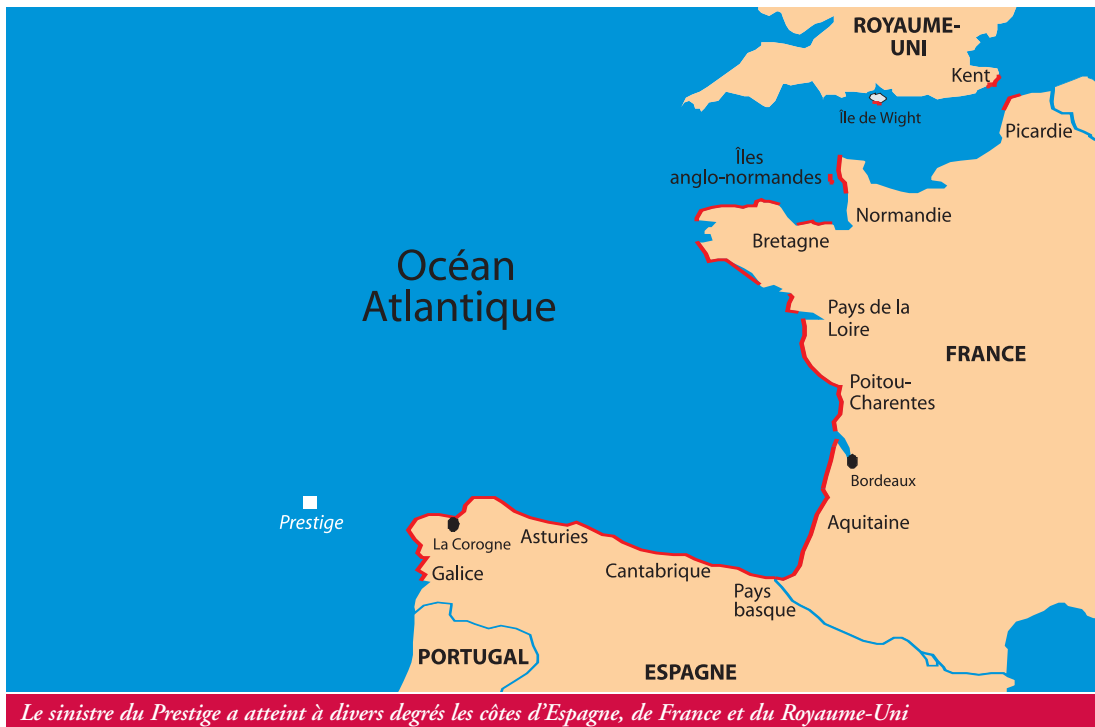 ROYAUME-
UNI
Kent
Île de Wight
Picardie
Îles
anglo-normandes
Normandie
Bretagne
Océan
Atlantique
Pays de la
Loire
FRANCE
Poitou-
Charentes
Bordeaux
Prestige
Aquitaine
La Corogne
Asturies
Galice
Cantabrique
Pays
basque
PORTUGAL
ESPAGNE
Le sinistre du Prestige a atteint à divers degrés les côtes d'Espagne, de France et du Royaume-Uni